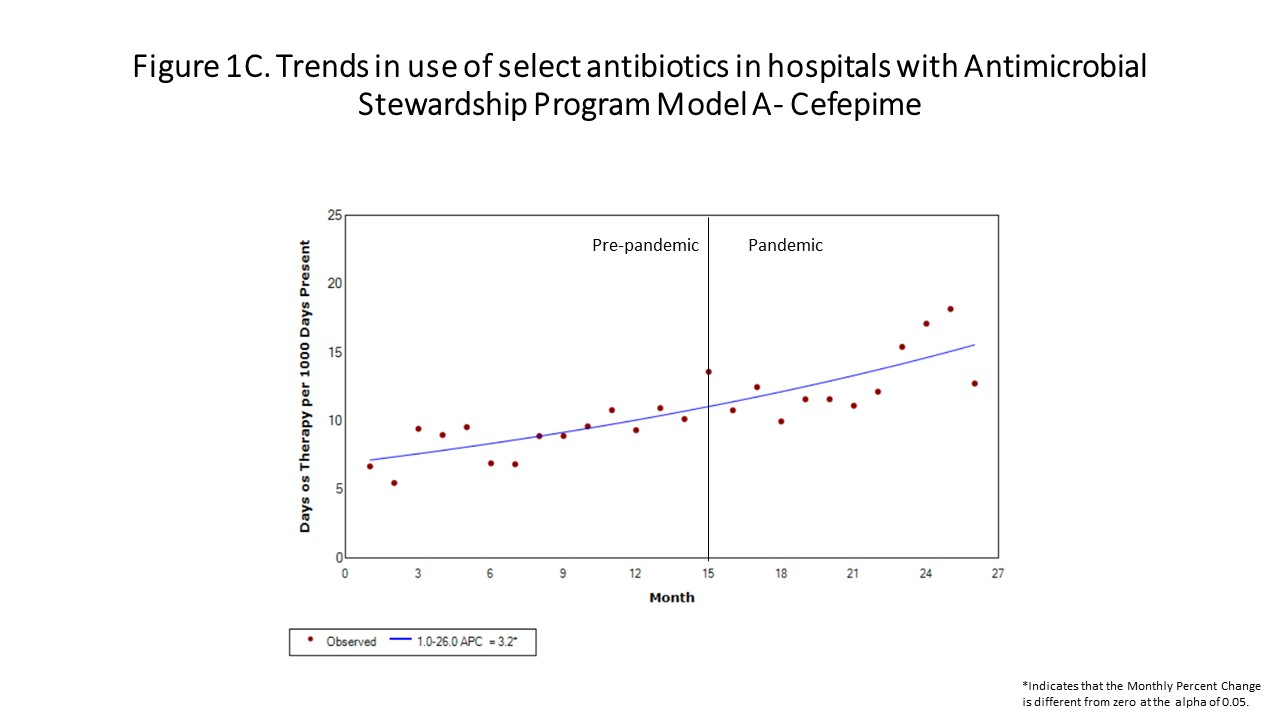 Figure 1C. Trends in use of select antibiotics in hospitals with Antimicrobial
Stewardship Program Model A- Cefepime
25
Pre-pandemic Pandemic
20
15
10
5
0
Days os Therapy per 1000 Days Present
0 3 6 9 12 15 18 21 24 27
Month
Observed 1.0-26.0 APC = 3.2*
*Indicates that the Monthly Percent Change
is different from zero at the alpha of 0.05.